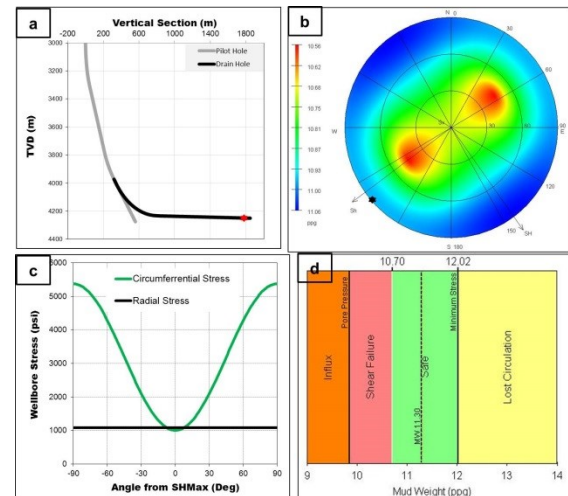 a
Vertical Section (m)
-200 200 600 1000 1400 1800
3000
3200
3400
3600
3800
4000
4200
4400
TVD (m)
Pilot Hole
Drain Hole
b
10.56
10.62
10.68
10.75
10.81
10.87
10.93
11.00
11.06
ppg
N 0
30
60
90
E
120
150
S 180
W
30
60
Sh
SH
c
Circumferrential Stress
Radial Stress
Wellbore Stress (psi)
6000
5000
4000
3000
2000
1000
0
-90 -60 -30 0 30 60 90
Angle from SHMax (Deg)
d
10.70 12.02
Influx
Pore Pressure
Shear Failure
MW 11.30
Safe
Minimum Stress
Lost Circulation
9 10 11 12 13 14
Mud Weight (ppg)